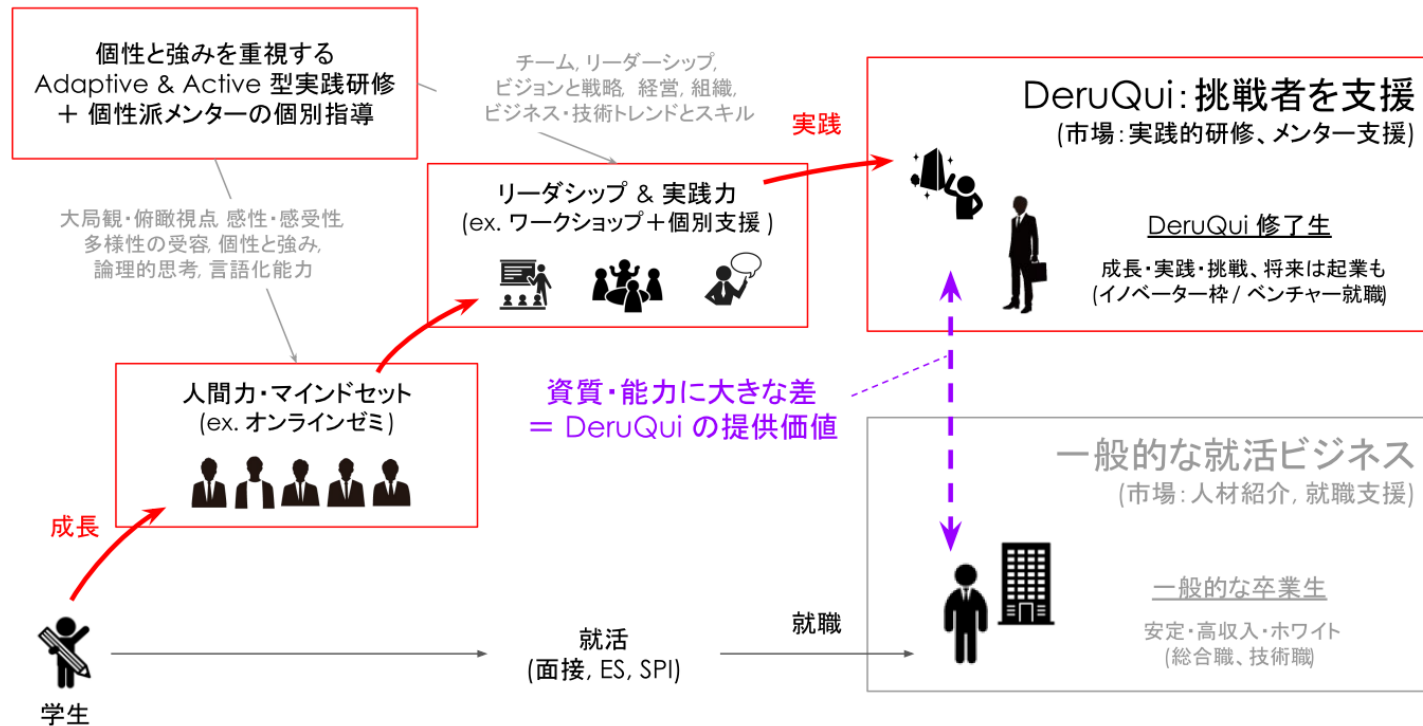 個性と強みを重視する
Adaptive & Active 型実践研修
＋ 個性派メンターの個別指導
チーム, リーダーシップ,
ビジョンと戦略, 経営, 組織,
ビジネス・技術トレンドとスキル
大局観・俯瞰視点, 感性・感受性,
多様性の受容, 個性と強み,
論理的思考, 言語化能力
リーダシップ & 実践力
(ex. ワークショップ＋個別支援 )
実践
DeruQui：挑戦者を支援
(市場：実践的研修、メンター支援)
DeruQui 修了生
成長・実践・挑戦、将来は起業も
(イノベーター枠 / ベンチャー就職)
人間力・マインドセット
(ex. オンラインゼミ)
成長
資質・能力に大きな差
＝ DeruQui の提供価値
一般的な就活ビジネス
(市場：人材紹介, 就職支援)
一般的な卒業生
安定・高収入・ホワイト
(総合職、技術職)
就活
(面接, ES, SPI)
就職
学生